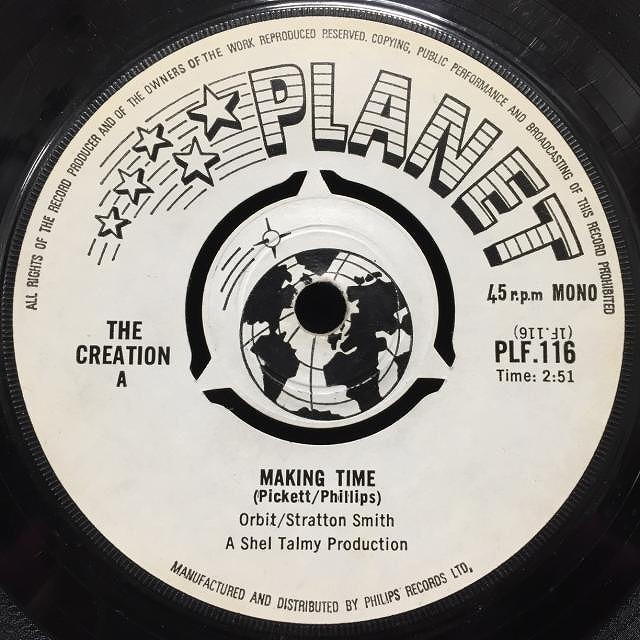 ALL RIGHTS OF THE RECORD PRODUCER AND OF THE OWNERS OF THE WORK REPRODUCED RESERVED. COPYING, PUBLIC PERFORMANCE AND BROADCASTING OF THIS RECORD PROHIBITED
PLANET
45 r.p.m MONO
(1F.116)
PLF.116
Time: 2:51
THE
CREATION
A
MAKING TIME
(Pickett/Phillips)
Orbit/Stratton Smith
A Shel Talmy Production
MANUFACTURED AND DISTRIBUTED BY PHILIPS RECORDS LTD.